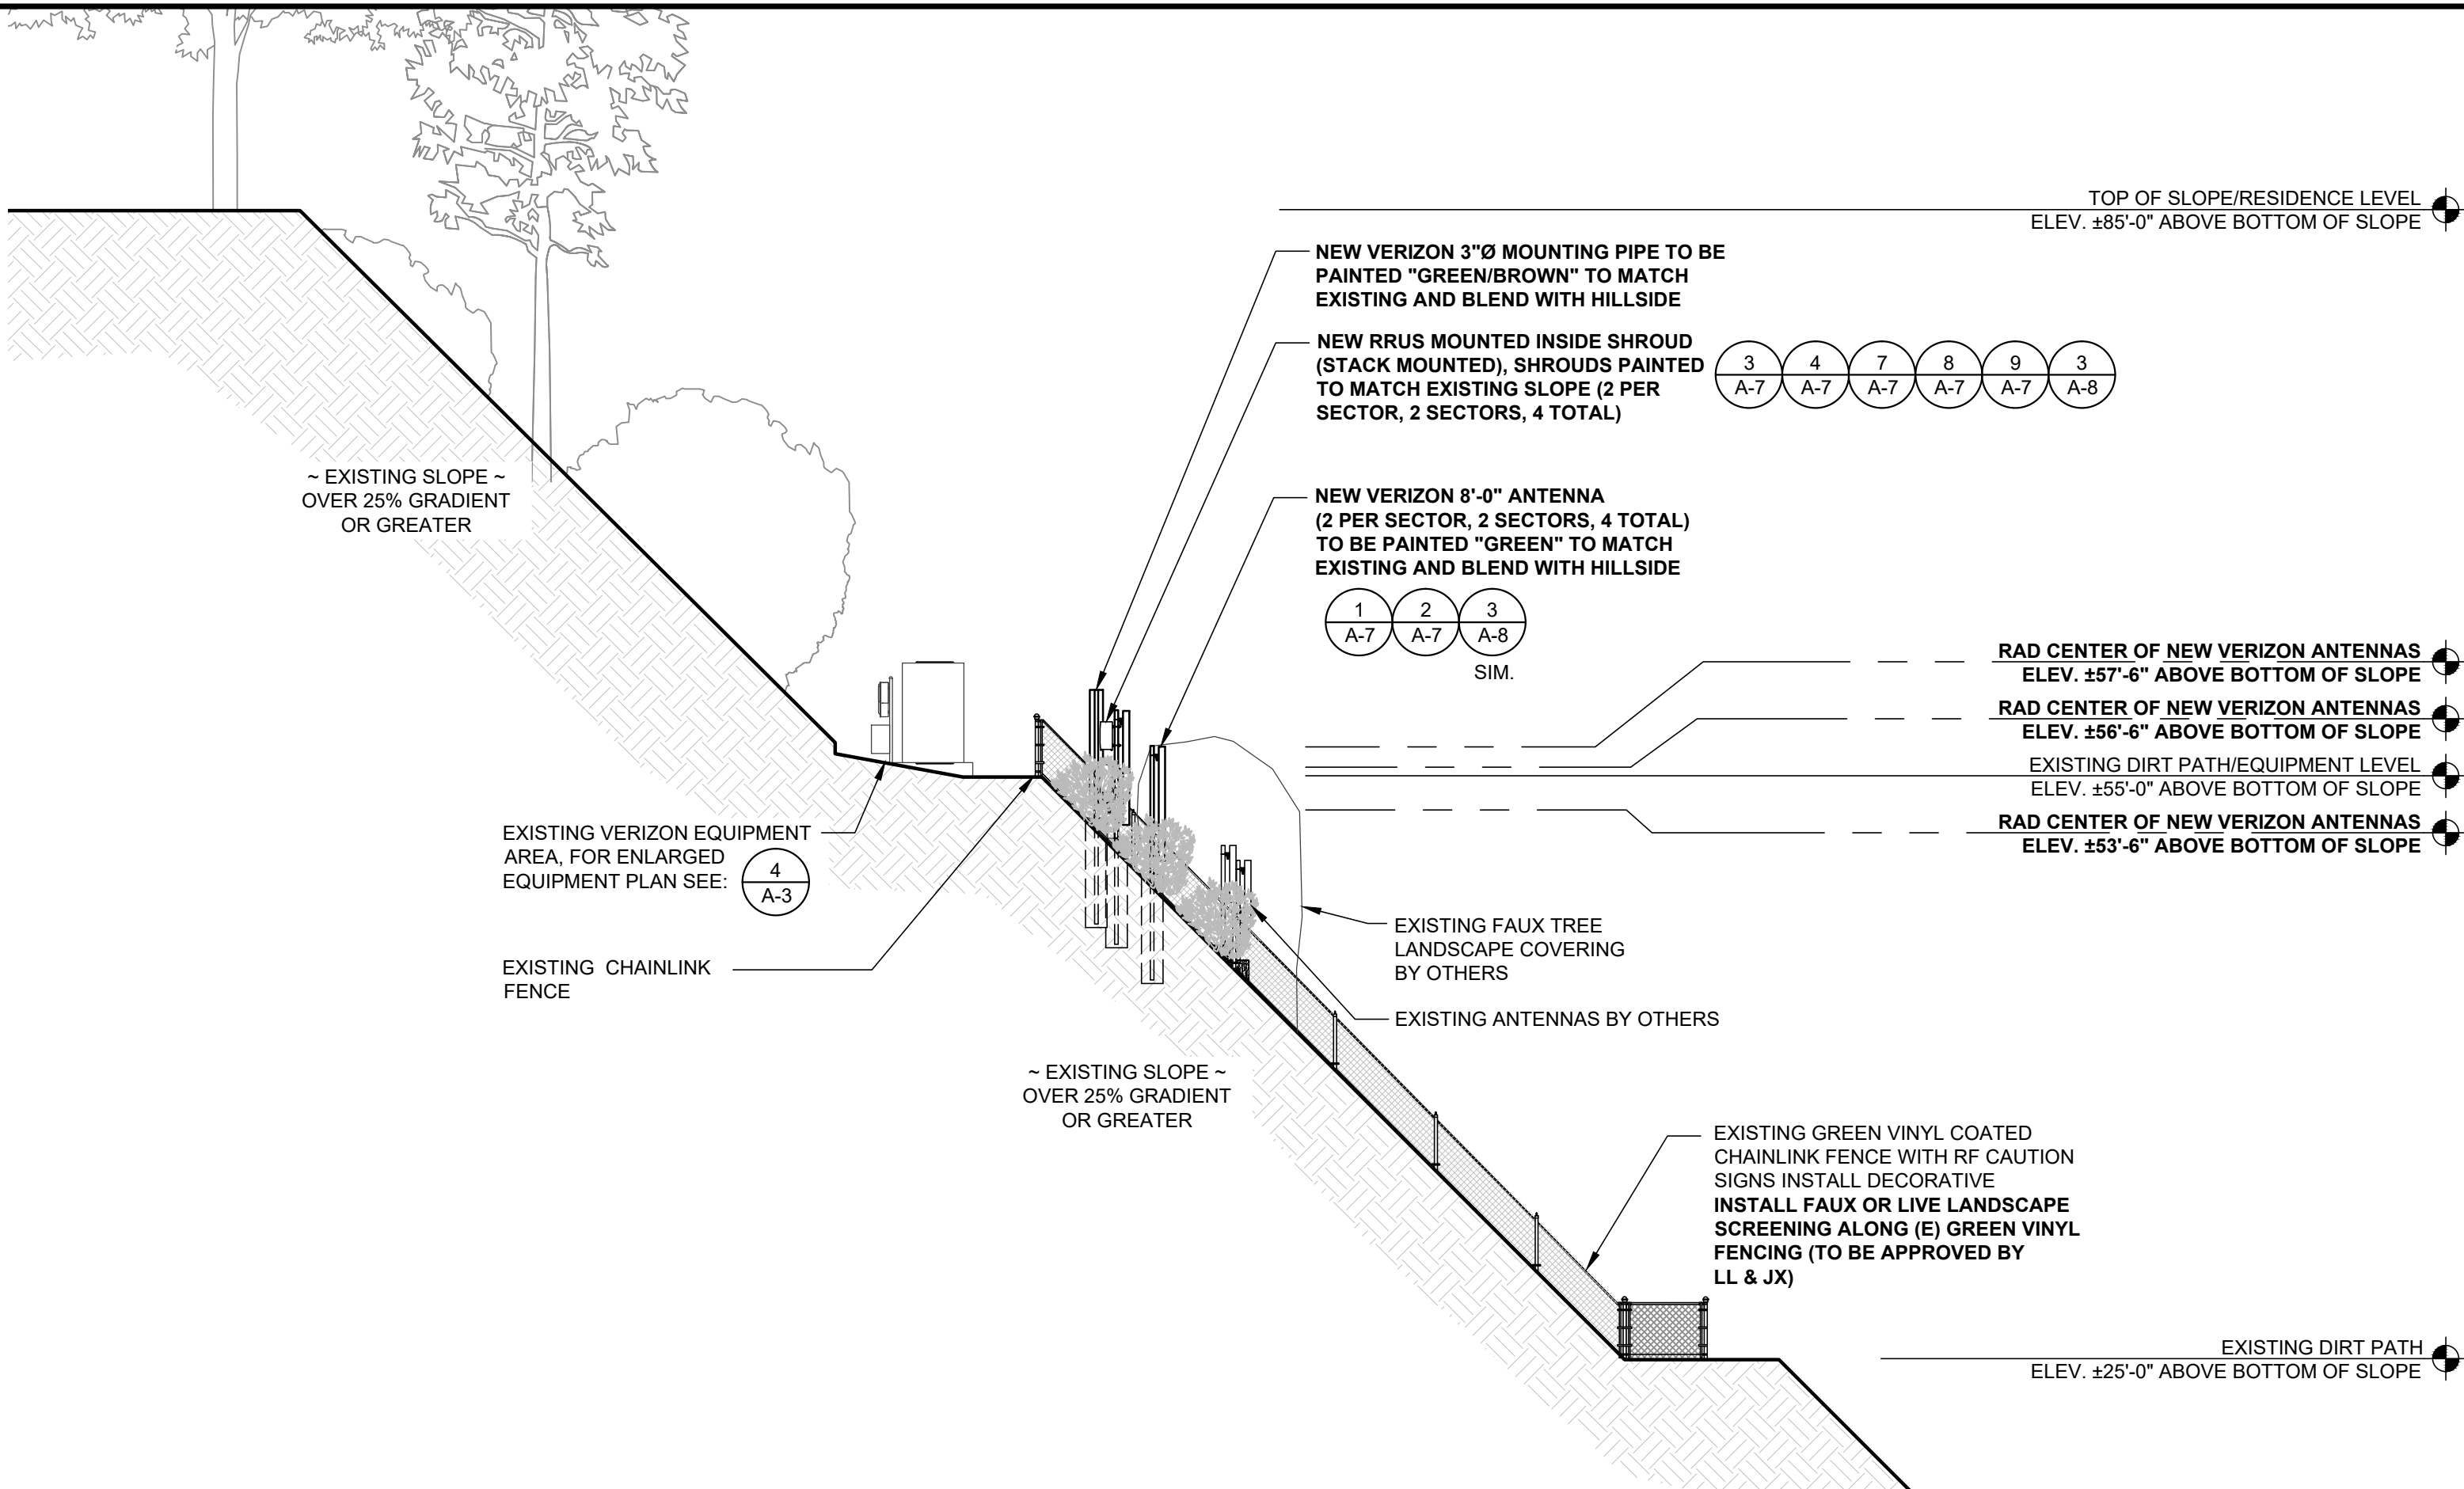 TOP OF SLOPE/RESIDENCE LEVEL
ELEV. ±85'-0" ABOVE BOTTOM OF SLOPE
NEW VERIZON 3"Ø MOUNTING PIPE TO BE
PAINTED "GREEN/BROWN" TO MATCH
EXISTING AND BLEND WITH HILLSIDE
NEW RRUS MOUNTED INSIDE SHROUD
(STACK MOUNTED), SHROUDS PAINTED
TO MATCH EXISTING SLOPE (2 PER
SECTOR, 2 SECTORS, 4 TOTAL)
3 4 7 8 9 3
A-7 A-7 A-7 A-7 A-7 A-8
~ EXISTING SLOPE ~
OVER 25% GRADIENT
OR GREATER
NEW VERIZON 8'-0" ANTENNA
(2 PER SECTOR, 2 SECTORS, 4 TOTAL)
TO BE PAINTED "GREEN" TO MATCH
EXISTING AND BLEND WITH HILLSIDE
1 2 3
A-7 A-7 A-8
SIM.
RAD CENTER OF NEW VERIZON ANTENNAS
ELEV. ±57'-6" ABOVE BOTTOM OF SLOPE
RAD CENTER OF NEW VERIZON ANTENNAS
ELEV. ±56'-6" ABOVE BOTTOM OF SLOPE
EXISTING DIRT PATH/EQUIPMENT LEVEL
ELEV. ±55'-0" ABOVE BOTTOM OF SLOPE
RAD CENTER OF NEW VERIZON ANTENNAS
ELEV. ±53'-6" ABOVE BOTTOM OF SLOPE
EXISTING VERIZON EQUIPMENT
AREA, FOR ENLARGED
EQUIPMENT PLAN SEE:
4
A-3
EXISTING CHAINLINK
FENCE
EXISTING FAUX TREE
LANDSCAPE COVERING
BY OTHERS
EXISTING ANTENNAS BY OTHERS
~ EXISTING SLOPE ~
OVER 25% GRADIENT
OR GREATER
EXISTING GREEN VINYL COATED
CHAINLINK FENCE WITH RF CAUTION
SIGNS INSTALL DECORATIVE
INSTALL FAUX OR LIVE LANDSCAPE
SCREENING ALONG (E) GREEN VINYL
FENCING (TO BE APPROVED BY
LL & JX)
EXISTING DIRT PATH
ELEV. ±25'-0" ABOVE BOTTOM OF SLOPE